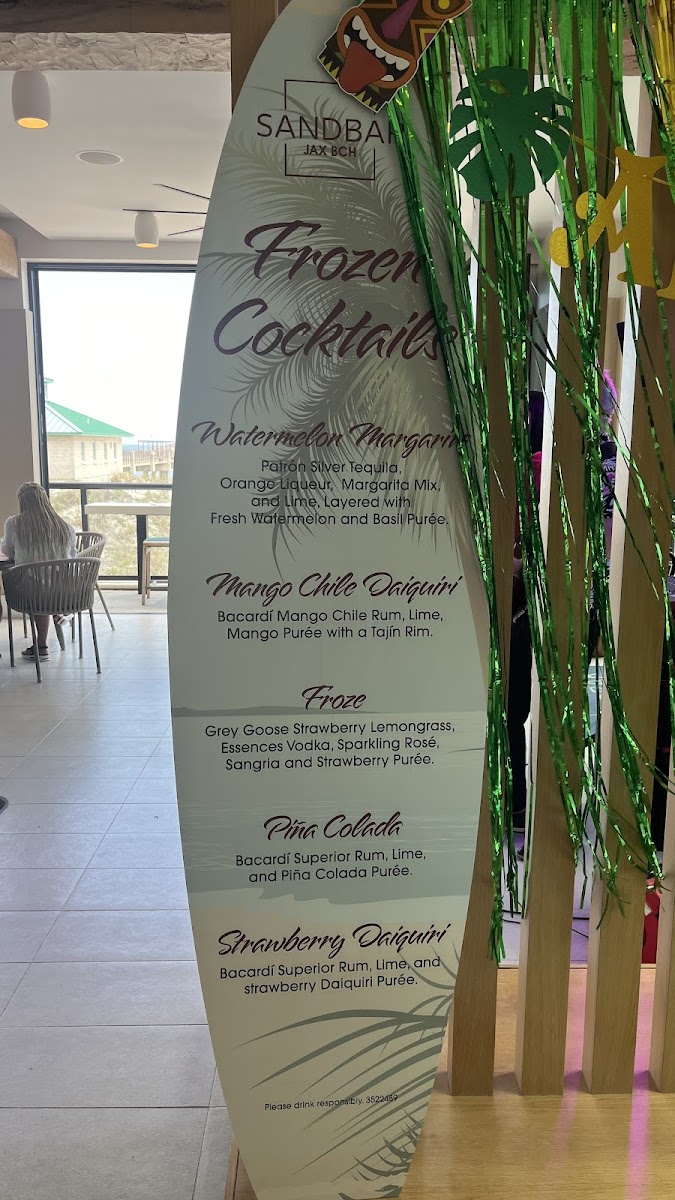 SANDBAR
JAX BCH
Frozen
Cocktails
Watermelon Margarita
Patrón Silver Tequila,
Orange Liqueur, Margarita Mix,
and Lime, Layered with
Fresh Watermelon and Basil Purée.
Mango Chile Daiquiri
Bacardí Mango Chile Rum, Lime,
Mango Purée with a Tajín Rim.
Froze
Grey Goose Strawberry Lemongrass,
Essences Vodka, Sparkling Rosé,
Sangria and Strawberry Purée.
Piña Colada
Bacardí Superior Rum, Lime,
and Piña Colada Purée.
Strawberry Daiquiri
Bacardí Superior Rum, Lime, and
strawberry Daiquiri Purée.
Please drink responsibly. 3522489